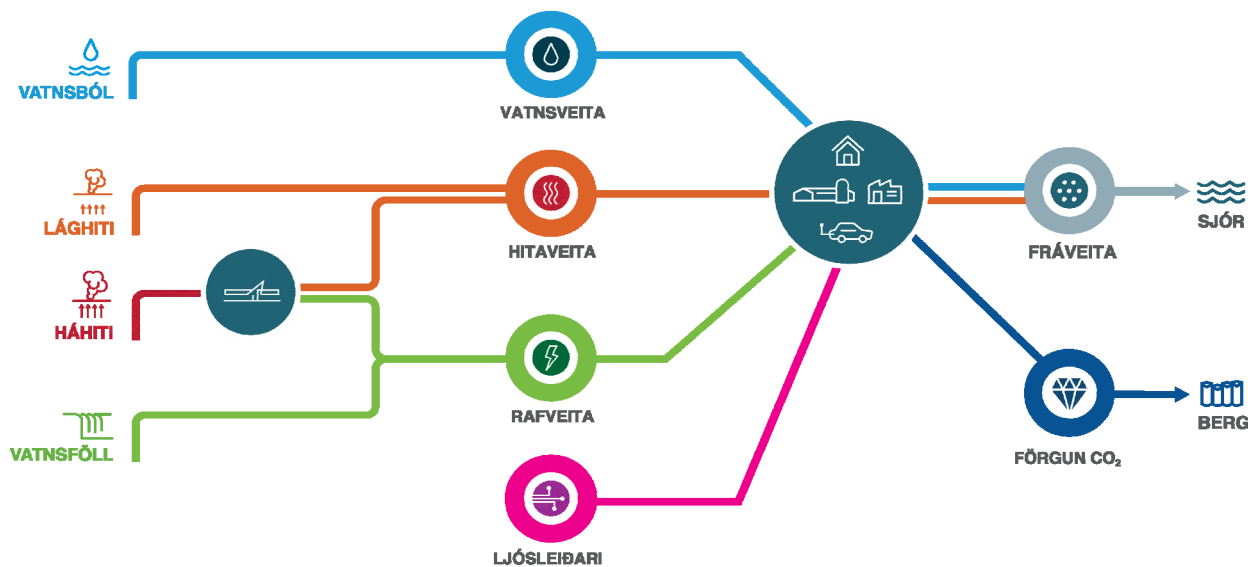 VATNSBÓL
VATNSVEITA
LÁGHITI
HITAVEITA
HÁHITI
RAFVEITA
VATNSFÖLL
LJÓSLEIÐARI
FRÁVEITA
SJÓR
FÖRGUN CO₂
BERG